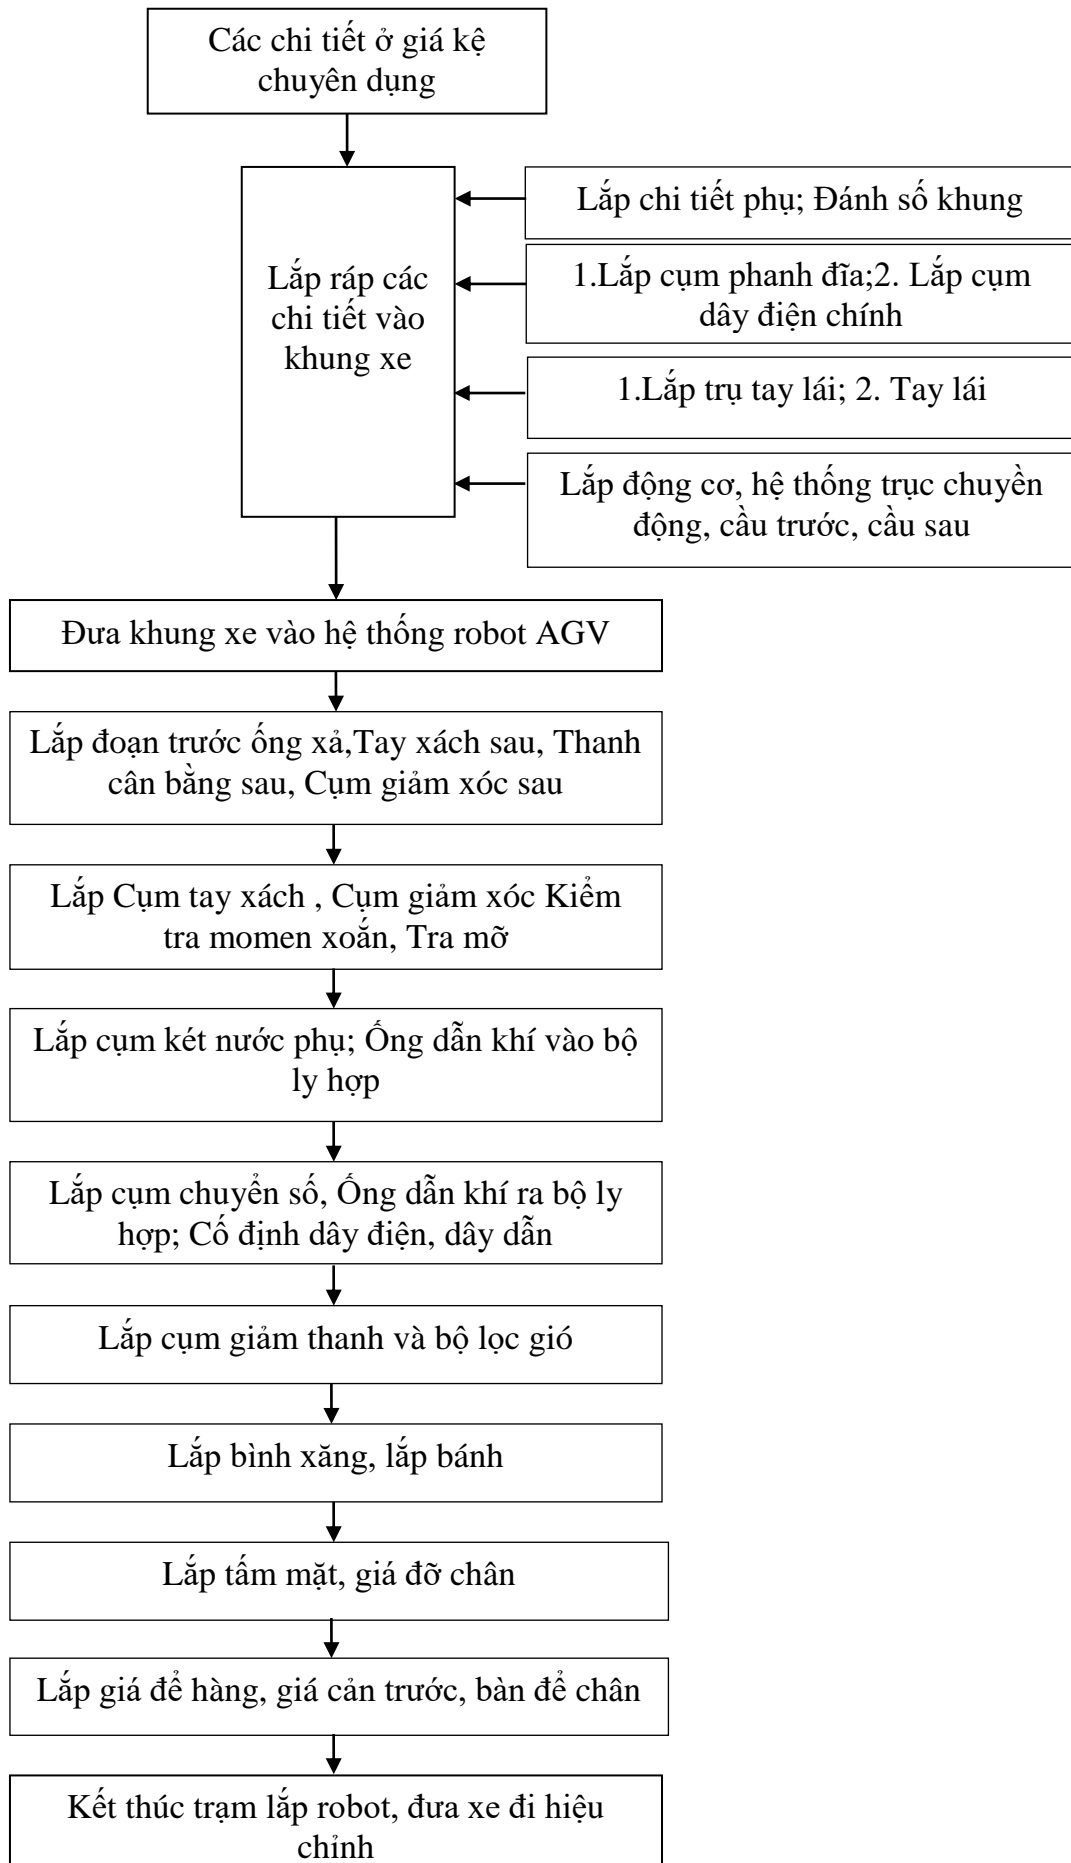 Các chi tiết ở giá kệ
chuyên dụng
Lắp ráp các
chi tiết vào
khung xe
Lắp chi tiết phụ; Đánh số khung
1.Lắp cụm phanh đĩa;2. Lắp cụm
dây điện chính
1.Lắp trụ tay lái; 2. Tay lái
Lắp động cơ, hệ thống trục chuyền
động, cầu trước, cầu sau
Đưa khung xe vào hệ thống robot AGV
Lắp đoạn trước ống xả,Tay xách sau, Thanh
cân bằng sau, Cụm giảm xóc sau
Lắp Cụm tay xách , Cụm giảm xóc Kiểm
tra momen xoắn, Tra mỡ
Lắp cụm két nước phụ; Ống dẫn khí vào bộ
ly hợp
Lắp cụm chuyển số, Ống dẫn khí ra bộ ly
hợp; Cố định dây điện, dây dẫn
Lắp cụm giảm thanh và bộ lọc gió
Lắp bình xăng, lắp bánh
Lắp tấm mặt, giá đỡ chân
Lắp giá để hàng, giá cản trước, bàn để chân
Kết thúc trạm lắp robot, đưa xe đi hiệu
chỉnh